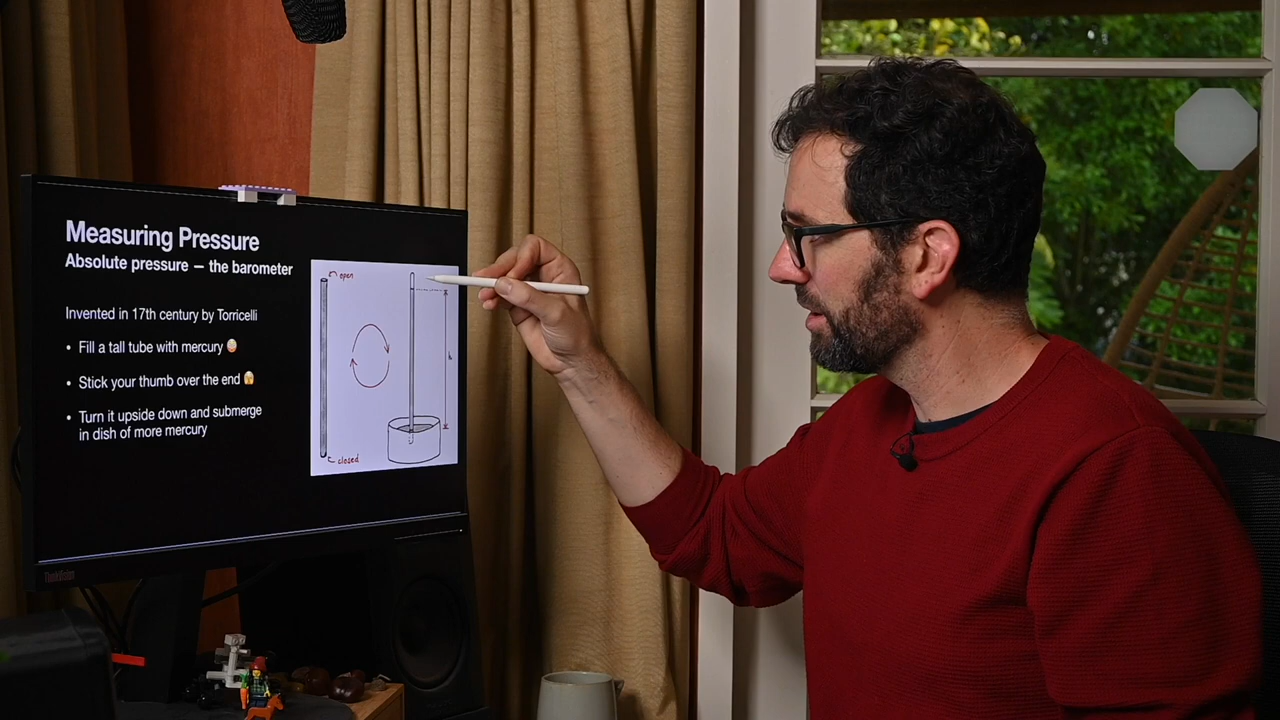 Measuring Pressure
Absolute pressure – the barometer
Invented in 17th century by Torricelli
• Fill a tall tube with mercury 😳
• Stick your thumb over the end 😱
• Turn it upside down and submerge
in dish of more mercury
open
h
closed
ThinkVision